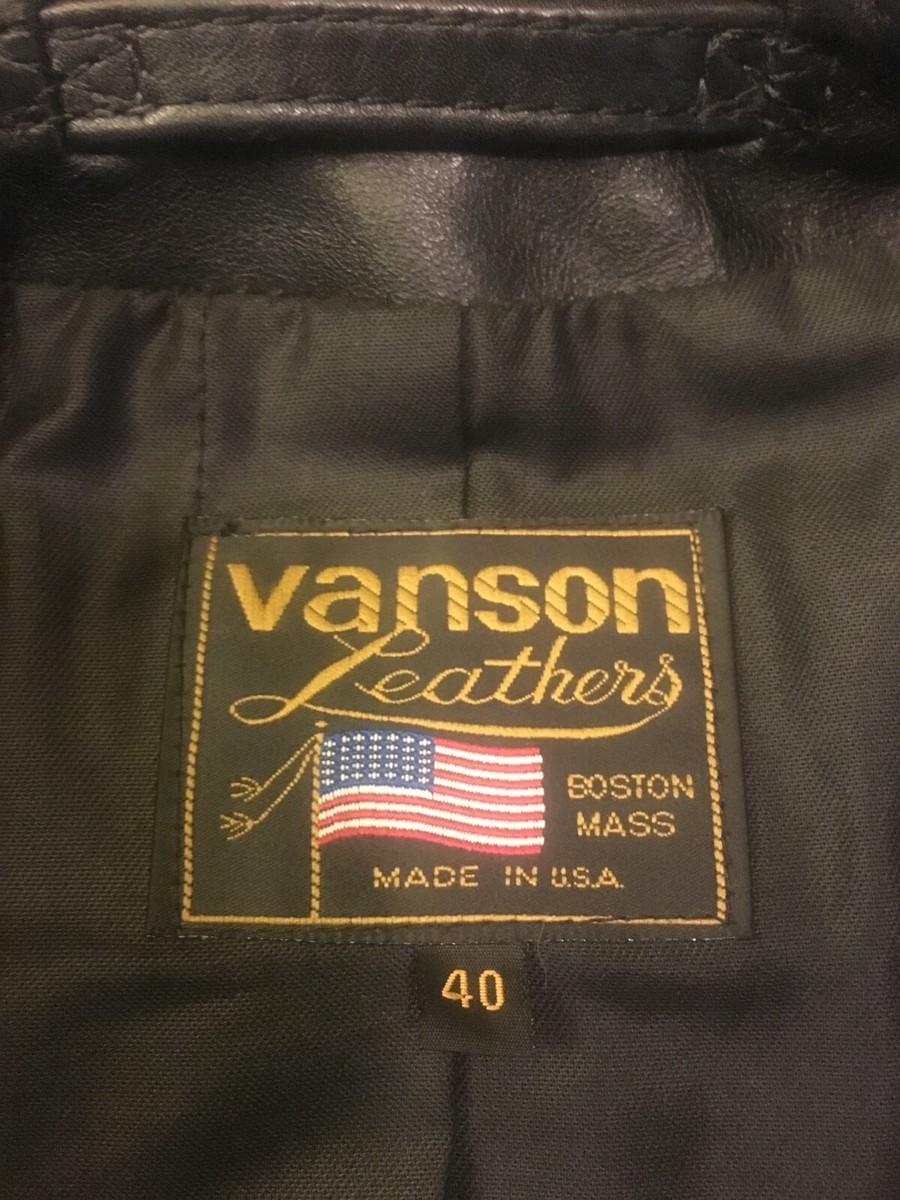 vanson
Leathers
BOSTON
MASS
MADE IN U.S.A.
40